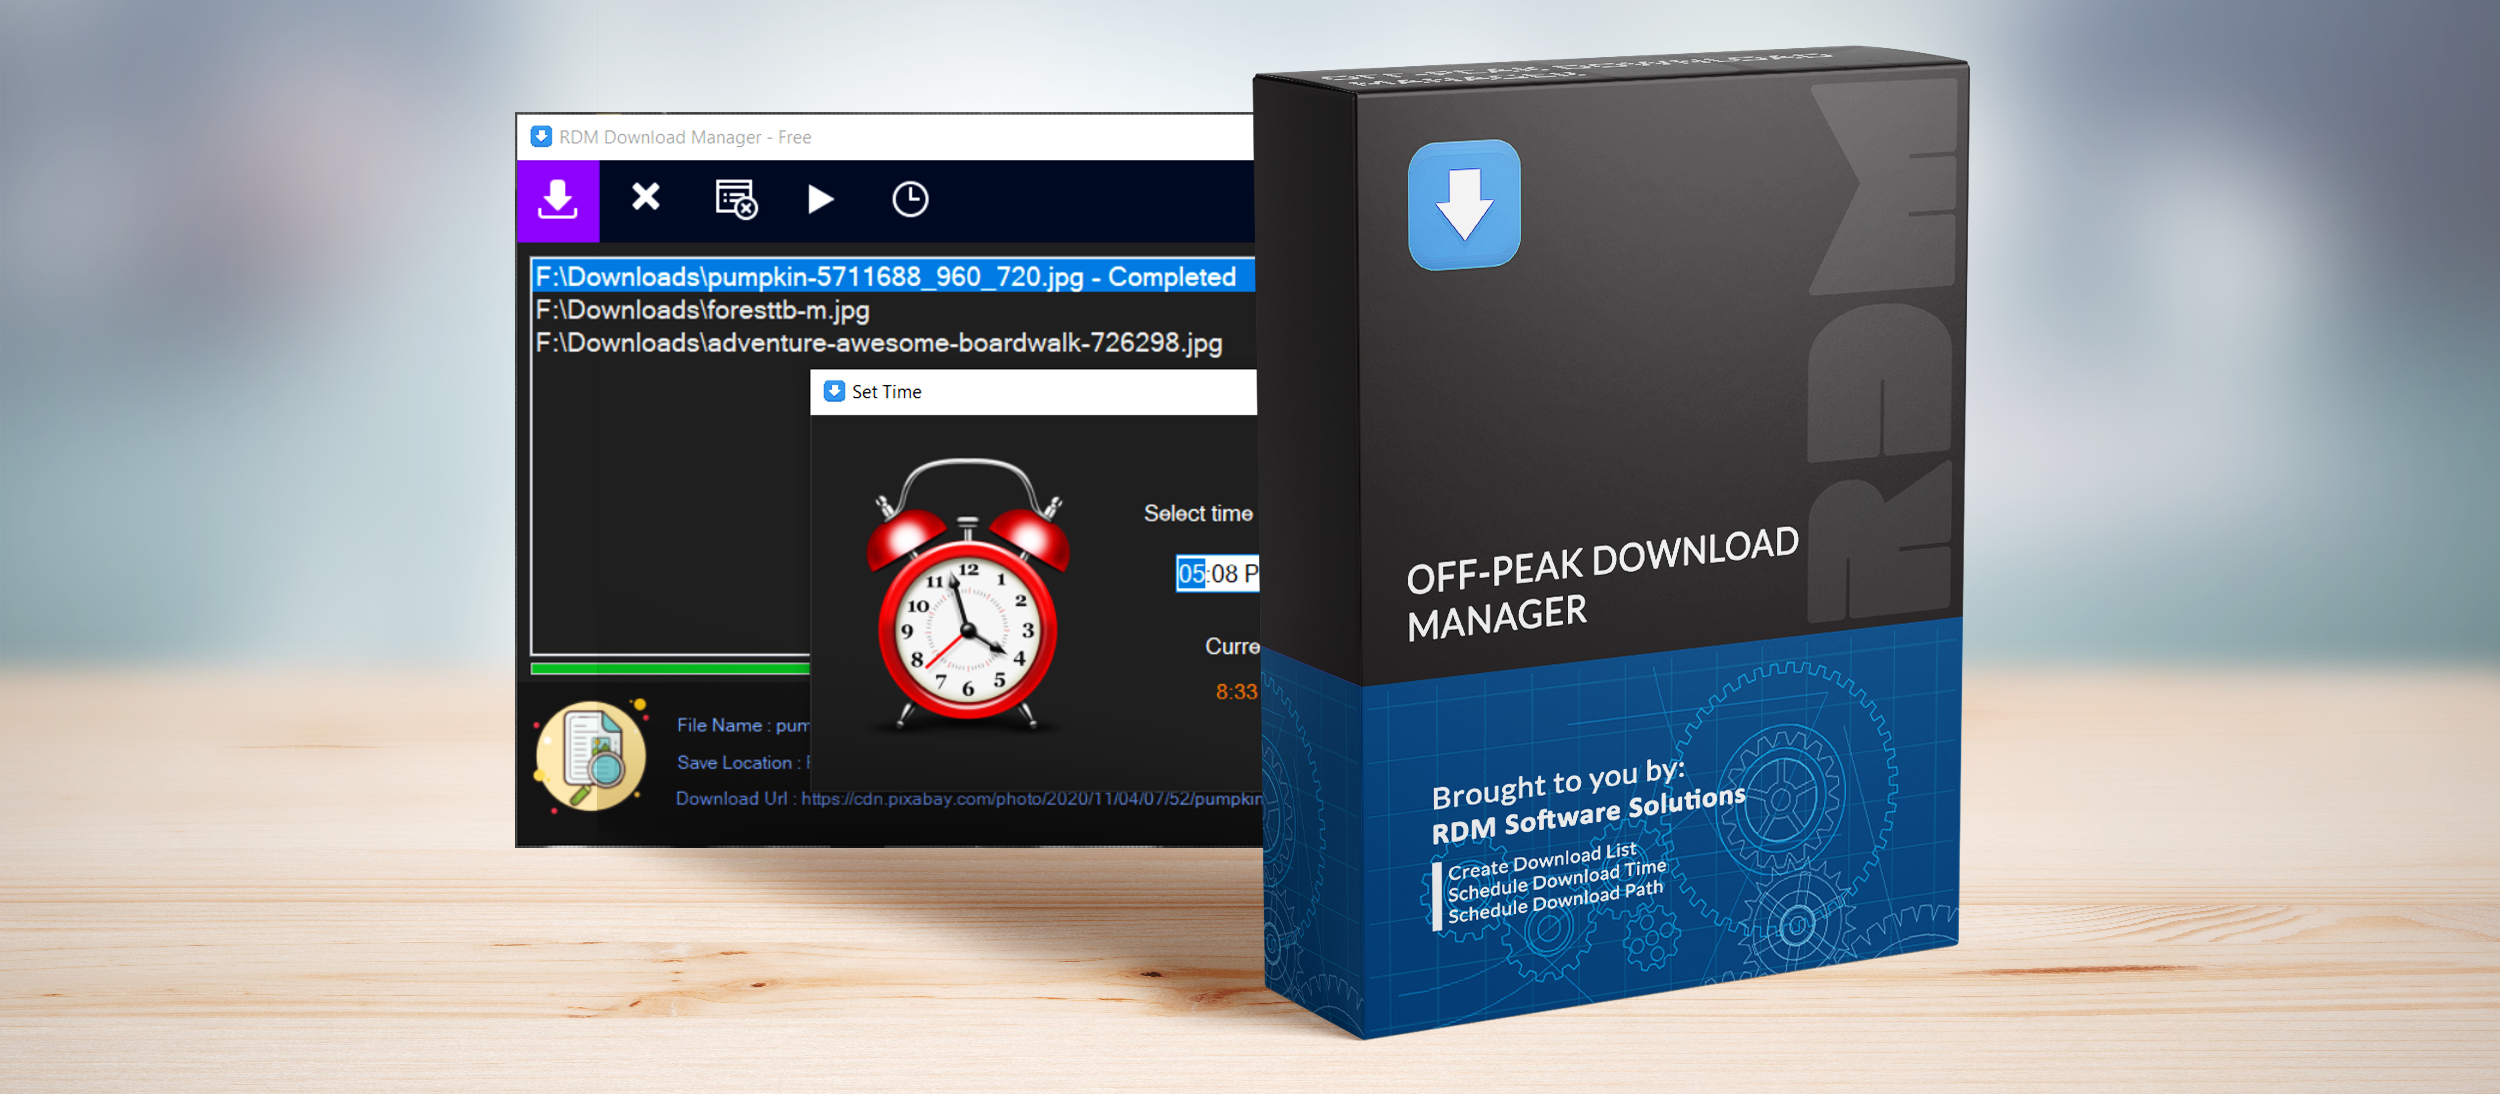 RDM Download Manager - Free
F:\Downloads\pumpkin-5711688_960_720.jpg - Completed
F:\Downloads\foresttb-m.jpg
F:\Downloads\adventure-awesome-boardwalk-726298.jpg
Set Time
Select time
05:08 P
Curre
8:33
12
1
2
3
4
5
6
7
8
9
10
11
File Name : pum
Save Location :
Download Url : https://cdn.pixabay.com/photo/2020/11/04/07/52/pumpkin
OFF-PEAK DOWNLOAD
MANAGER
RDM
OFF-PEAK DOWNLOAD
MANAGER
Brought to you by:
RDM Software Solutions
Create Download List
Schedule Download Time
Schedule Download Path